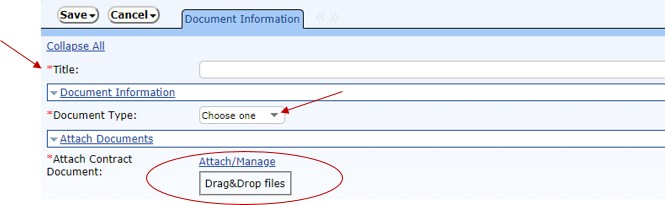 Save Cancel Document Information
Collapse All
*Title:
Document Information
*Document Type: Choose one
Attach Documents
*Attach Contract Attach/Manage
Document:
Drag&Drop files